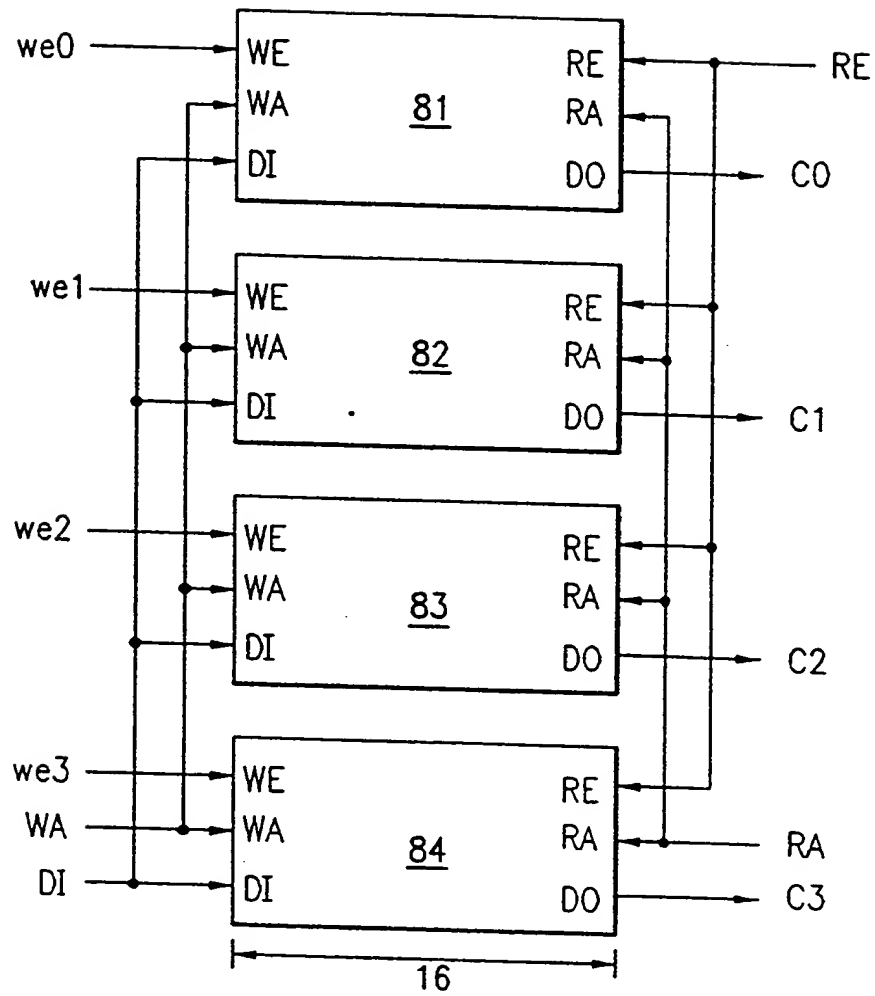 we0 WE RE RE
WA 81 RA
DI DO C0
we1 WE RE
WA 82 RA
DI DO C1
we2 WE RE
WA 83 RA
DI DO C2
we3 WE RE
WA WA 84 RA RA
DI DI DO C3
16